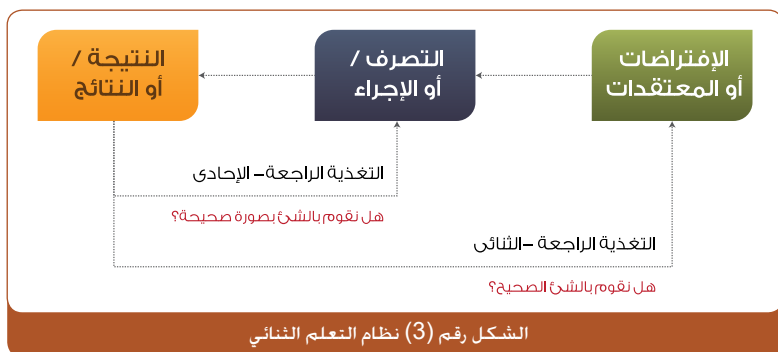 الإفتراضات
أو المعتقدات
التصرف /
أو الإجراء
النتيجة /
أو النتائج
التغذية الراجعة – الإحادى
هل نقوم بالشئ بصورة صحيحة؟
التغذية الراجعة – الثنائى
هل نقوم بالشئ الصحيح؟
الشكل رقم (3) نظام التعلم الثنائي